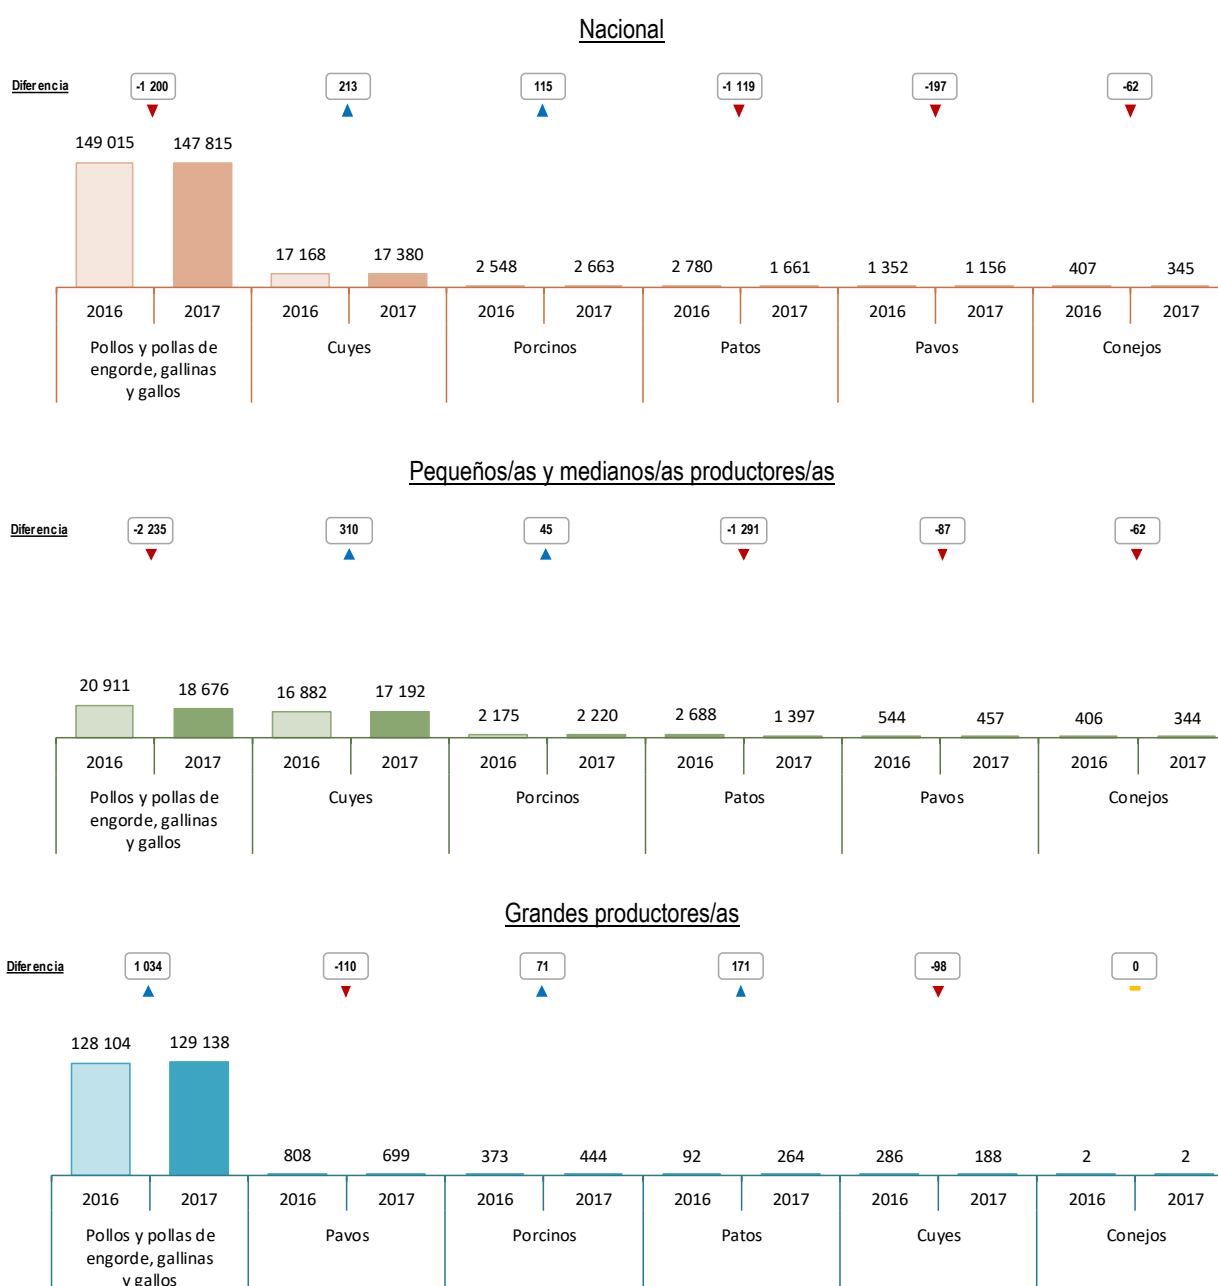 Nacional
Diferencia -1 200 213 115 -1 119 -197 -62
149 015 147 815 17 168 17 380 2 548 2 663 2 780 1 661 1 352 1 156 407 345
2016 2017 2016 2017 2016 2017 2016 2017 2016 2017 2016 2017
Pollos y pollas de Cuyes Porcinos Patos Pavos Conejos
engorde, gallinas
y gallos
Pequeños/as y medianos/as productores/as
Diferencia -2 235 310 45 -1 291 -87 -62
20 911 18 676 16 882 17 192 2 175 2 220 2 688 1 397 544 457 406 344
2016 2017 2016 2017 2016 2017 2016 2017 2016 2017 2016 2017
Pollos y pollas de Cuyes Porcinos Patos Pavos Conejos
engorde, gallinas
y gallos
Grandes productores/as
Diferencia 1 034 -110 71 171 -98 0
128 104 129 138 808 699 373 444 92 264 286 188 2 2
2016 2017 2016 2017 2016 2017 2016 2017 2016 2017 2016 2017
Pollos y pollas de Pavos Porcinos Patos Cuyes Conejos
engorde, gallinas
y gallos